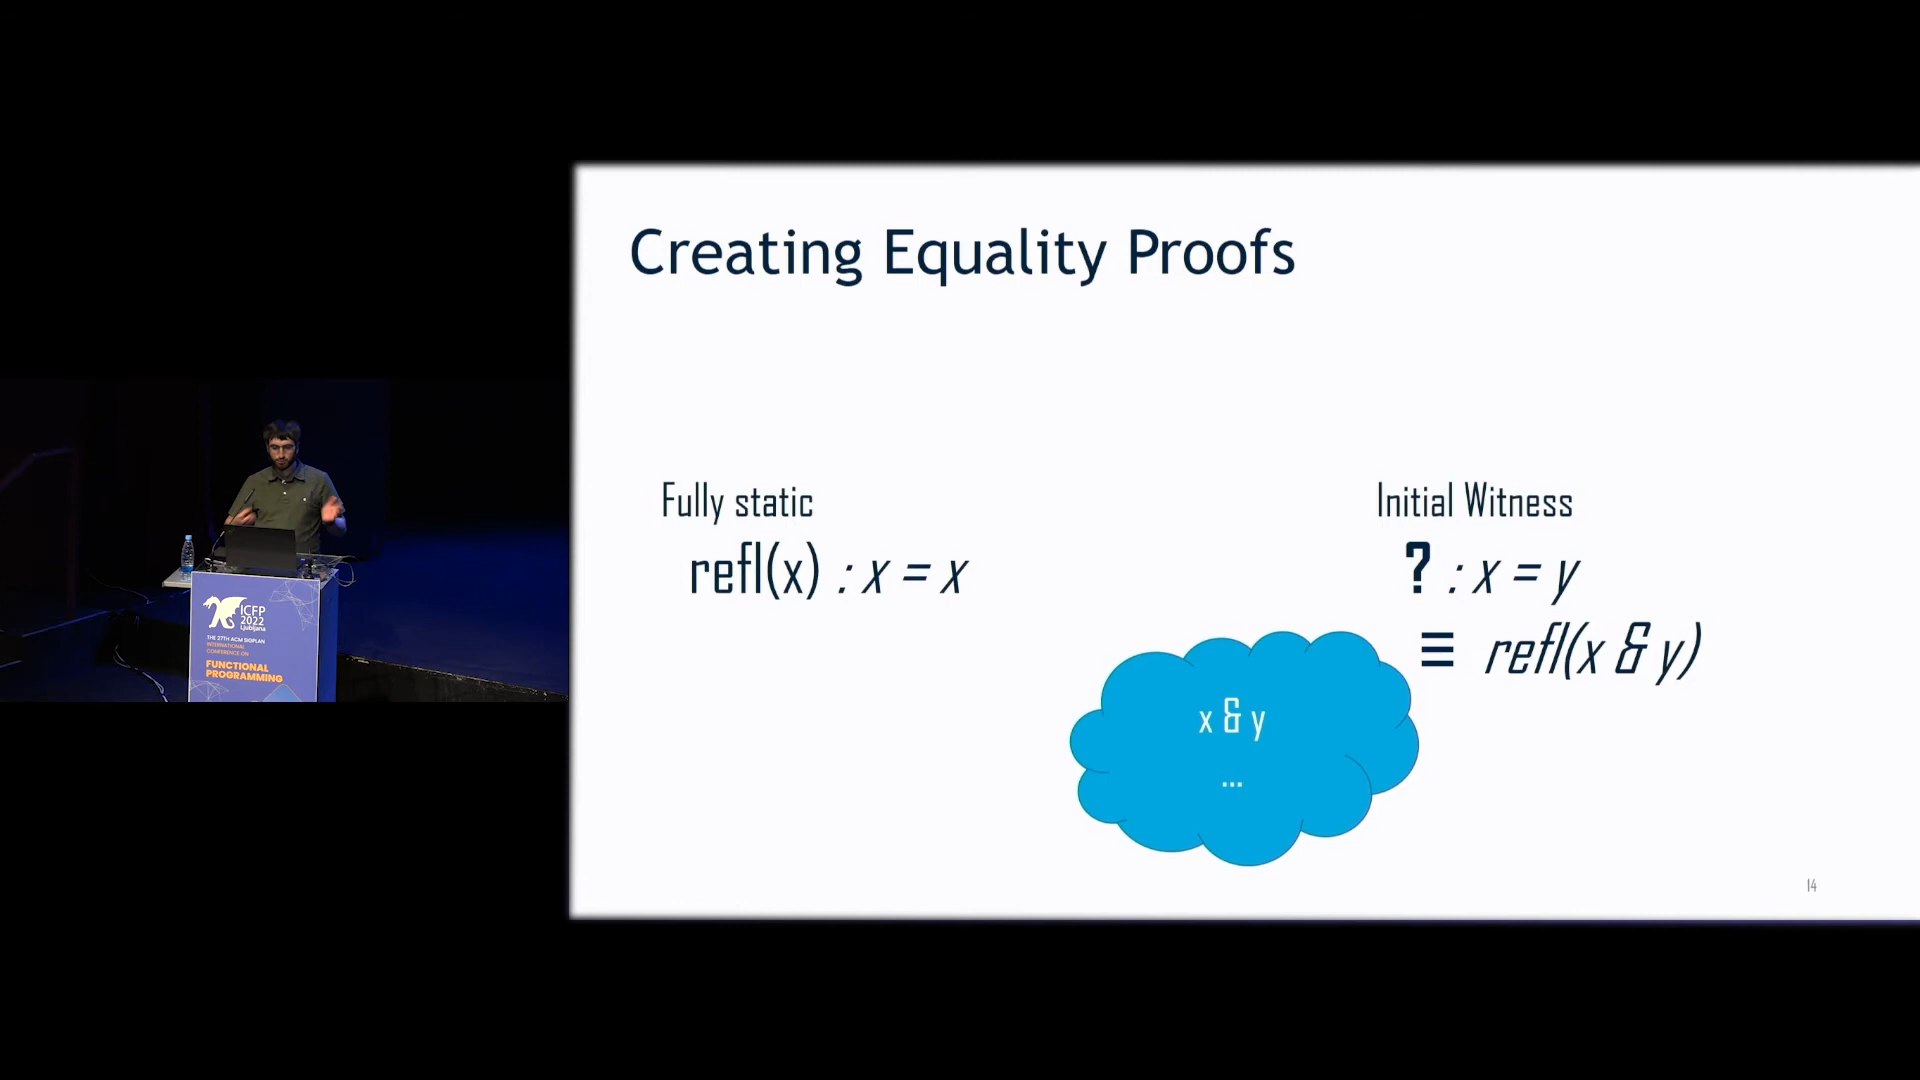 Creating Equality Proofs
Fully static
refl(x) : x = x
Initial Witness
? : x = y
≡ refl(x & y)
x & y
...
14
ICFP
2022
Ljubljana
THE 27TH ACM SIGPLAN
INTERNATIONAL
CONFERENCE ON
FUNCTIONAL
PROGRAMMING